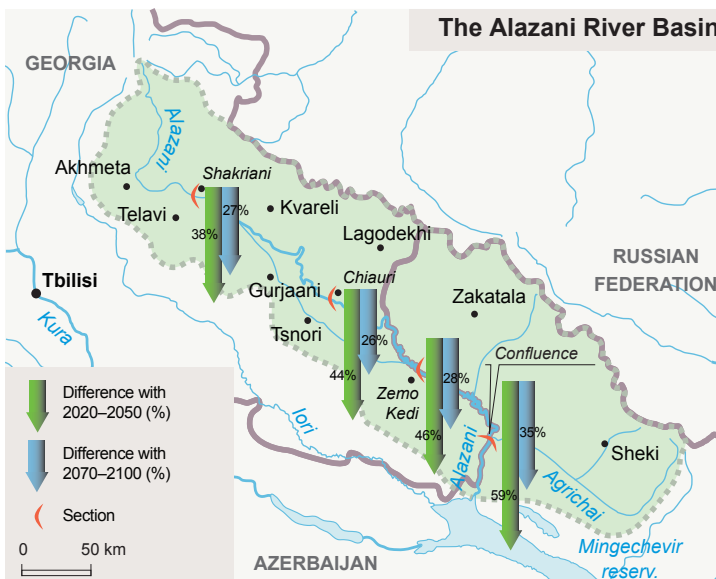 The Alazani River Basin
GEORGIA
Alazani
Akhmeta
Shakriani
Telavi
27%
Kvareli
38%
Lagodekhi
RUSSIAN
FEDERATION
Tbilisi
Chiauri
Gurjaani
Zakatala
Kura
Tsnori
26%
Confluence
44%
28%
Zemo
Kedi
Difference with
2020–2050 (%)
Iori
46%
Alazani
35%
Sheki
Difference with
2070–2100 (%)
59%
Agrichai
Section
0 50 km
AZERBAIJAN
Mingechevir
reserv.